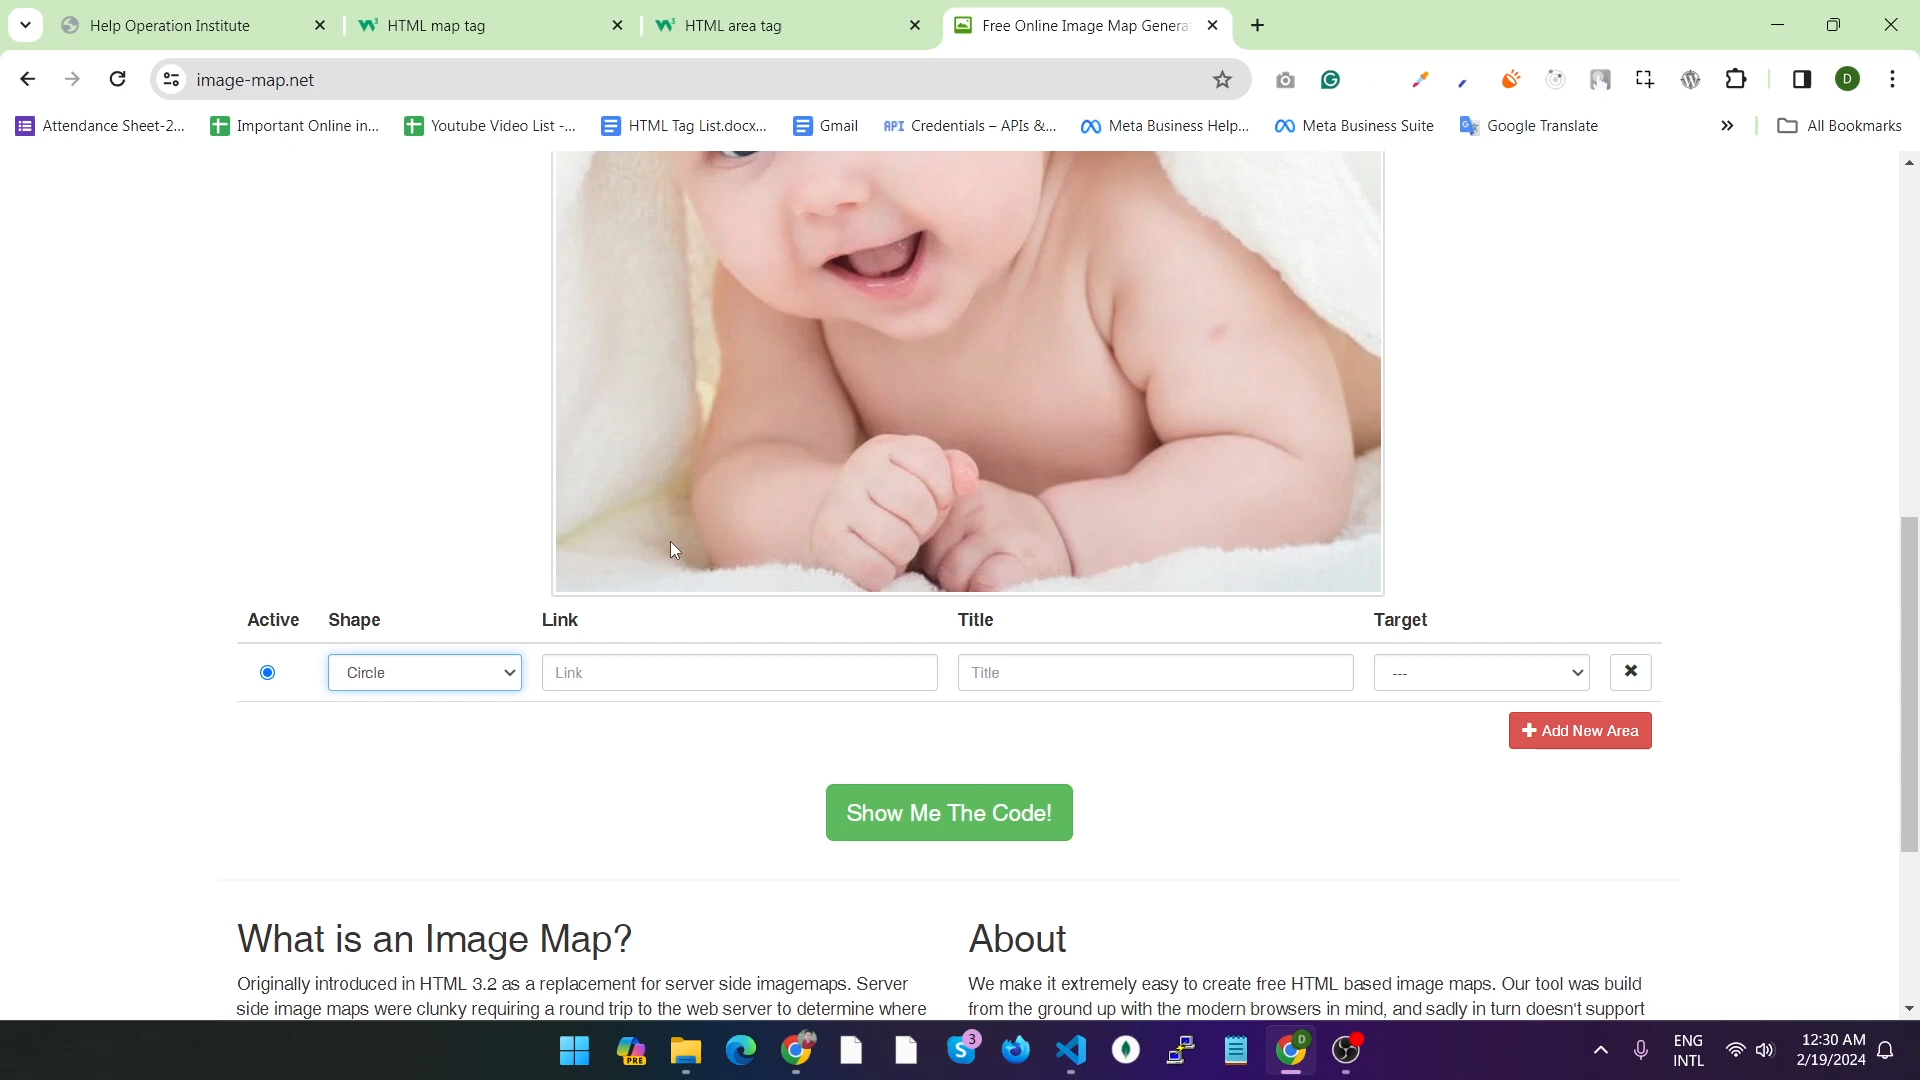 Help Operation Institute
HTML map tag
HTML area tag
Free Online Image Map Genera
image-map.net
D
Attendance Sheet-2...
Important Online in...
Youtube Video List -...
HTML Tag List.docx...
Gmail
API Credentials – APIs &...
Meta Business Help...
Meta Business Suite
Google Translate
All Bookmarks
Active Shape Link Title Target
Circle Link Title ---
Add New Area
Show Me The Code!
What is an Image Map?
Originally introduced in HTML 3.2 as a replacement for server side imagemaps. Server
side image maps were clunky requiring a round trip to the web server to determine where
About
We make it extremely easy to create free HTML based image maps. Our tool was build
from the ground up with the modern browsers in mind, and sadly in turn doesn't support
PRE
3
D
ENG
INTL
12:30 AM
2/19/2024